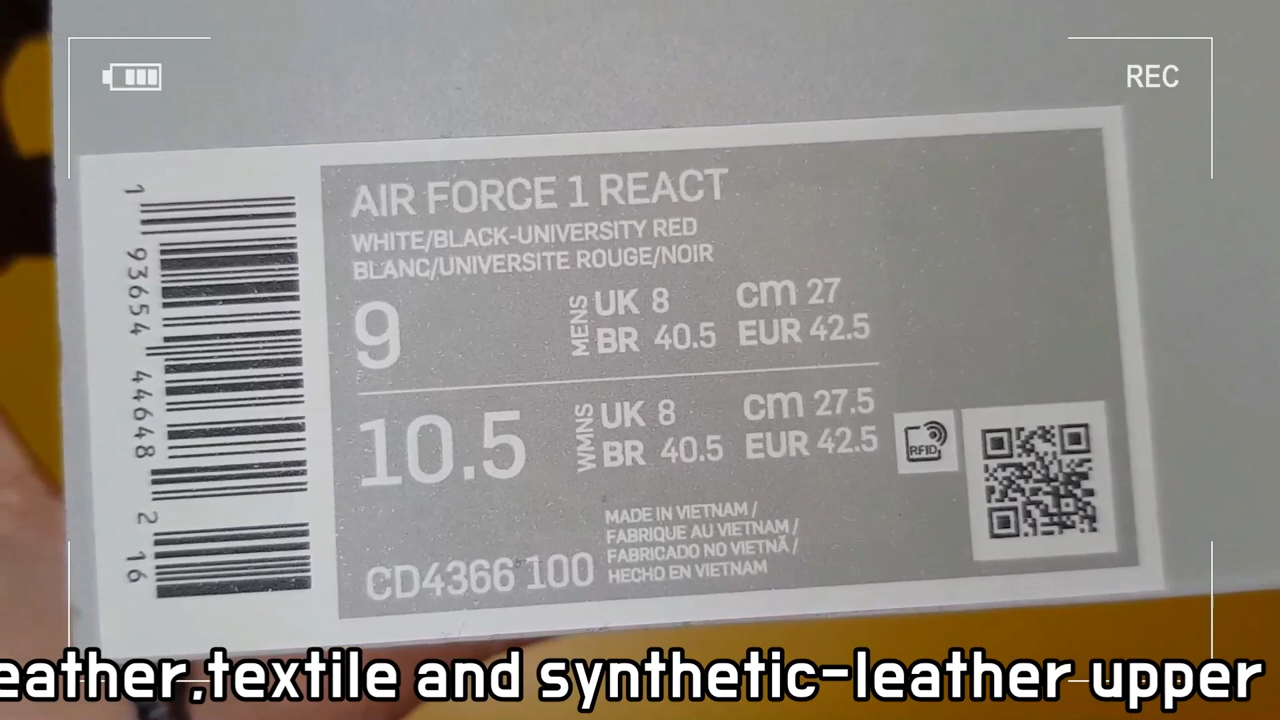 REC
1
93654 44648 2 16
AIR FORCE 1 REACT
WHITE/BLACK-UNIVERSITY RED
BLANC/UNIVERSITE ROUGE/NOIR
9
MENS
UK 8 cm 27
BR 40.5 EUR 42.5
10.5
WMNS
UK 8 cm 27.5
BR 40.5 EUR 42.5
RFID
CD4366 100
MADE IN VIETNAM /
FABRIQUE AU VIETNAM /
FABRICADO NO VIETNÃ /
HECHO EN VIETNAM
eather,textile and synthetic-leather upper